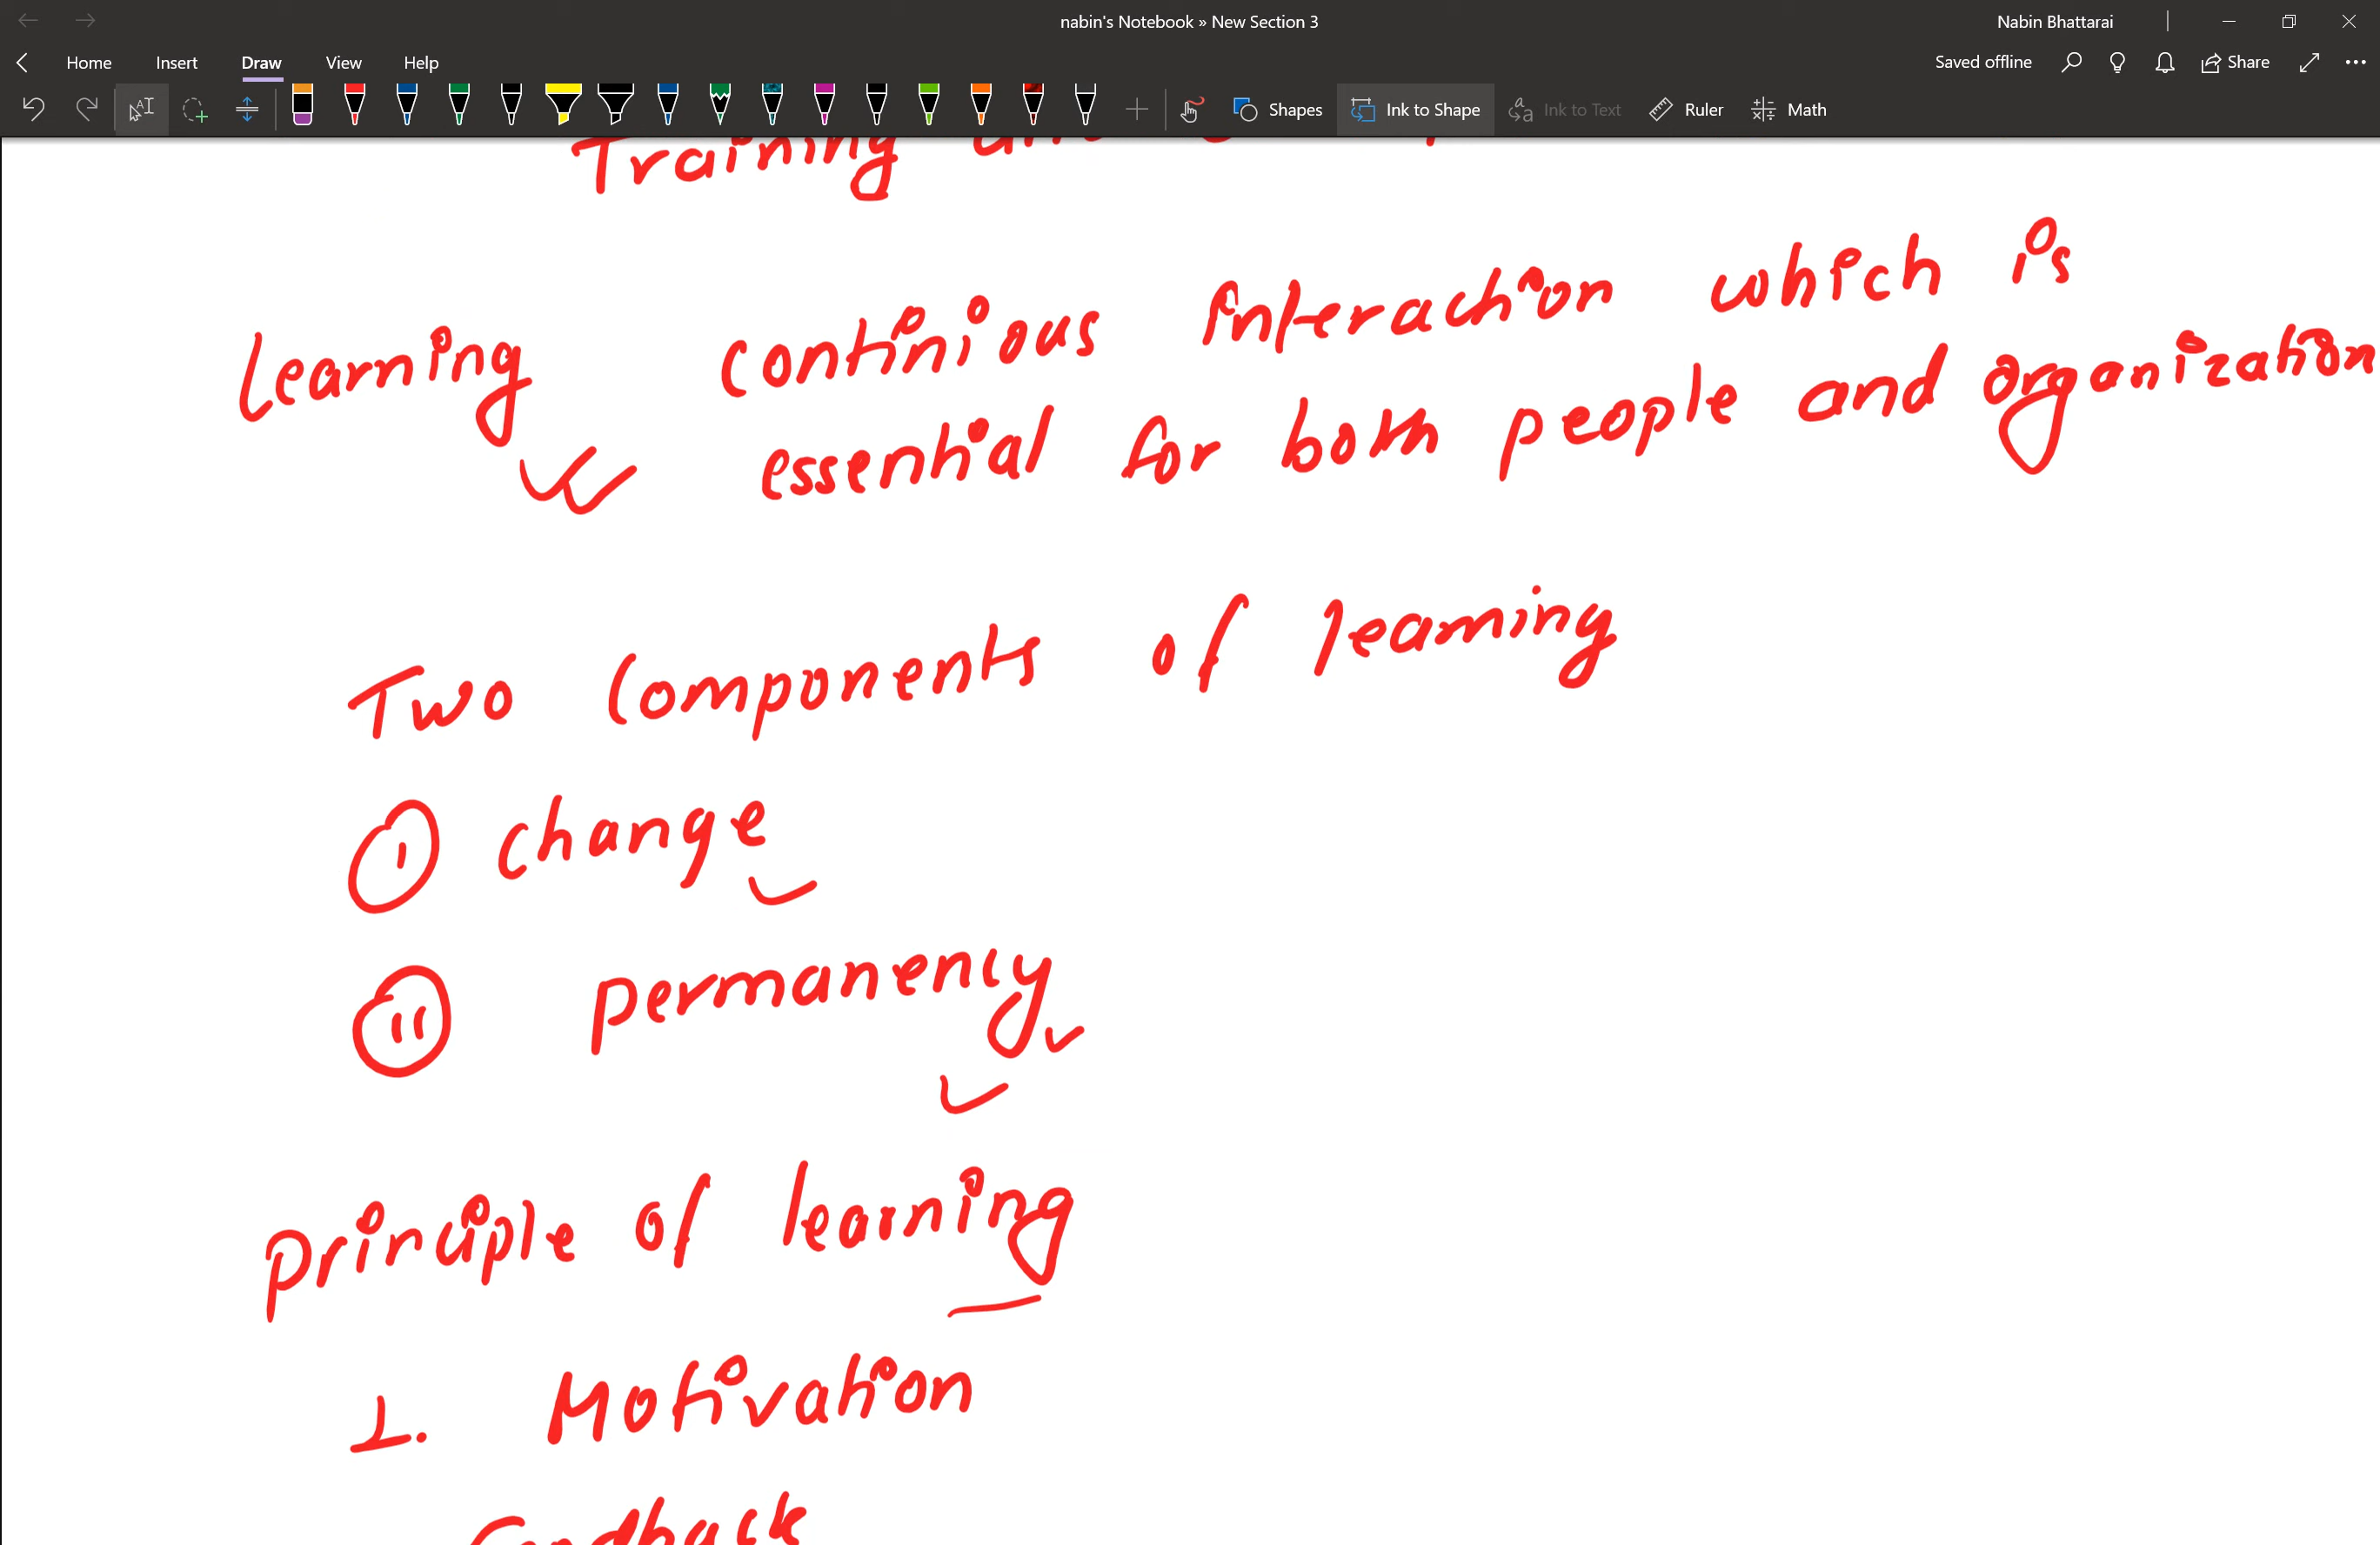 nabin's Notebook » New Section 3
Nabin Bhattarai
Home Insert Draw View Help
Saved offline
Share
Shapes
Ink to Shape
Ink to Text
Ruler
Math
Training
Learning continious interaction which is
essential for both people and organization
Two components of learning
i change
ii permanency
principle of learning
1. Motivation
Feedback